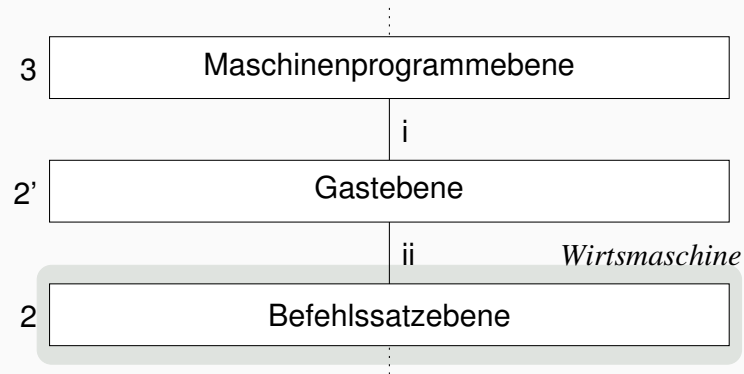 3 Maschinenprogrammebene
i
2’ Gastebene
ii Wirtsmaschine
2 Befehlssatzebene